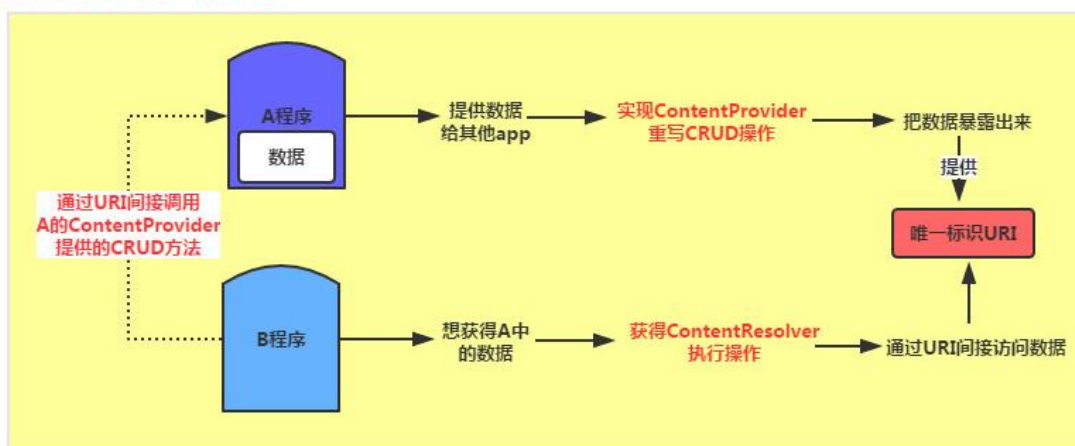 A程序
数据
提供数据
给其他app
实现ContentProvider
重写CRUD操作
把数据暴露出来
提供
唯一标识URI
通过URI间接调用
A的ContentProvider
提供的CRUD方法
B程序
想获得A中
的数据
获得ContentResolver
执行操作
通过URI间接访问数据